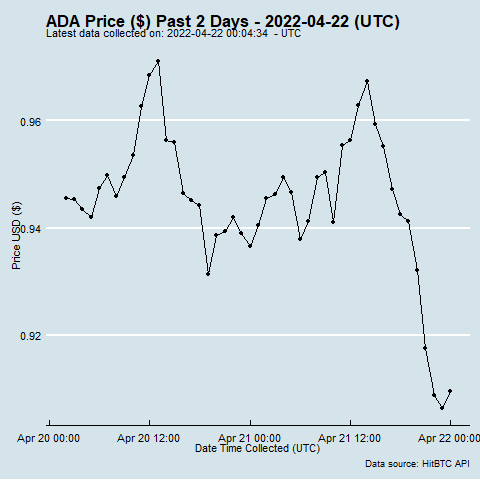 ADA Price ($) Past 2 Days - 2022-04-22 (UTC)
Latest data collected on: 2022-04-22 00:04:34 - UTC
Price USD ($)
0.96
0.94
0.92
Apr 20 00:00
Apr 20 12:00
Apr 21 00:00
Apr 21 12:00
Apr 22 00:00
Date Time Collected (UTC)
Data source: HitBTC API